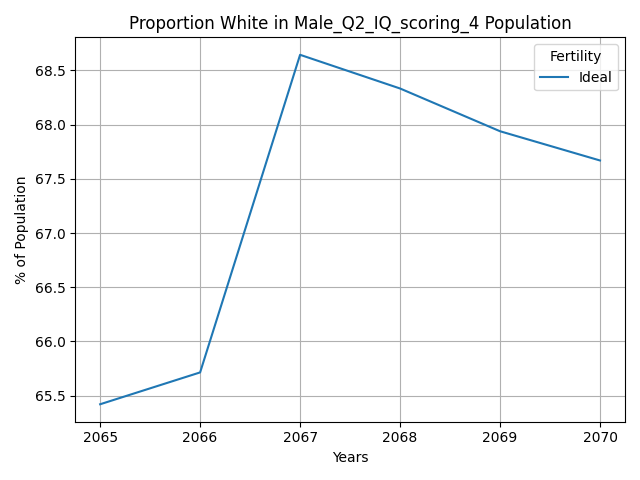 Proportion White in Male_Q2_IQ_scoring_4 Population
Fertility
Ideal
68.5
68.0
67.5
67.0
66.5
66.0
65.5
% of Population
2065 2066 2067 2068 2069 2070
Years